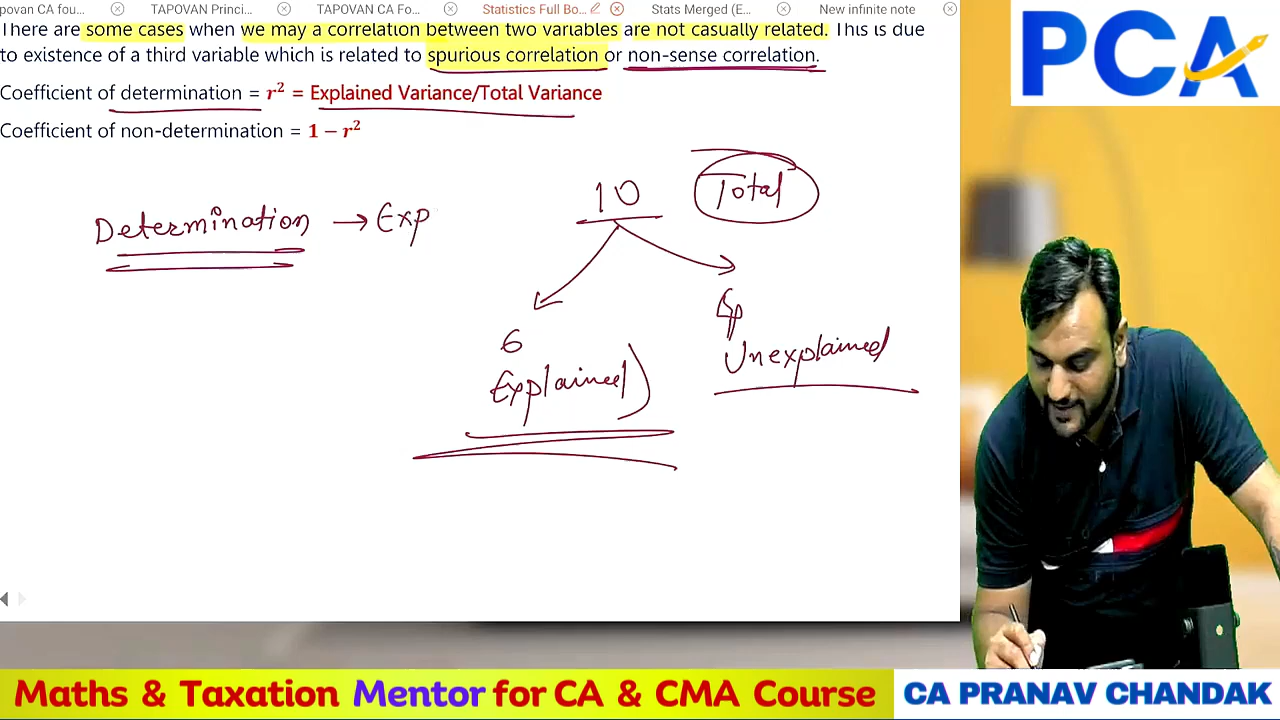 povan CA fou... TAPOVAN Princi... TAPOVAN CA Fo... Statistics Full Bo... Stats Merged (E... New infinite note
There are some cases when we may a correlation between two variables are not casually related. This is due
to existence of a third variable which is related to spurious correlation or non-sense correlation.
Coefficient of determination = r² = Explained Variance/Total Variance
Coefficient of non-determination = 1 − r²
PCA
10 Total
Determination → Exp
6
Explained)
Unexplained
Maths & Taxation Mentor for CA & CMA Course
CA PRANAV CHANDAK